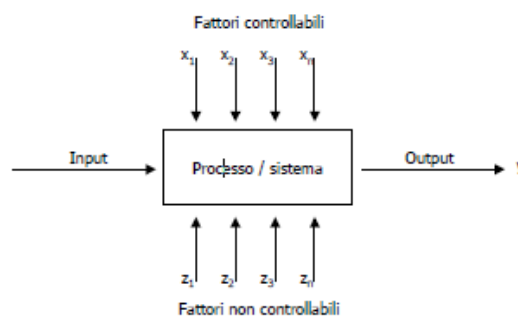 Fattori controllabili
x₁ x₂ x₃ xₙ
Input
Processo / sistema
Output
z₁ z₂ z₃ zₙ
Fattori non controllabili